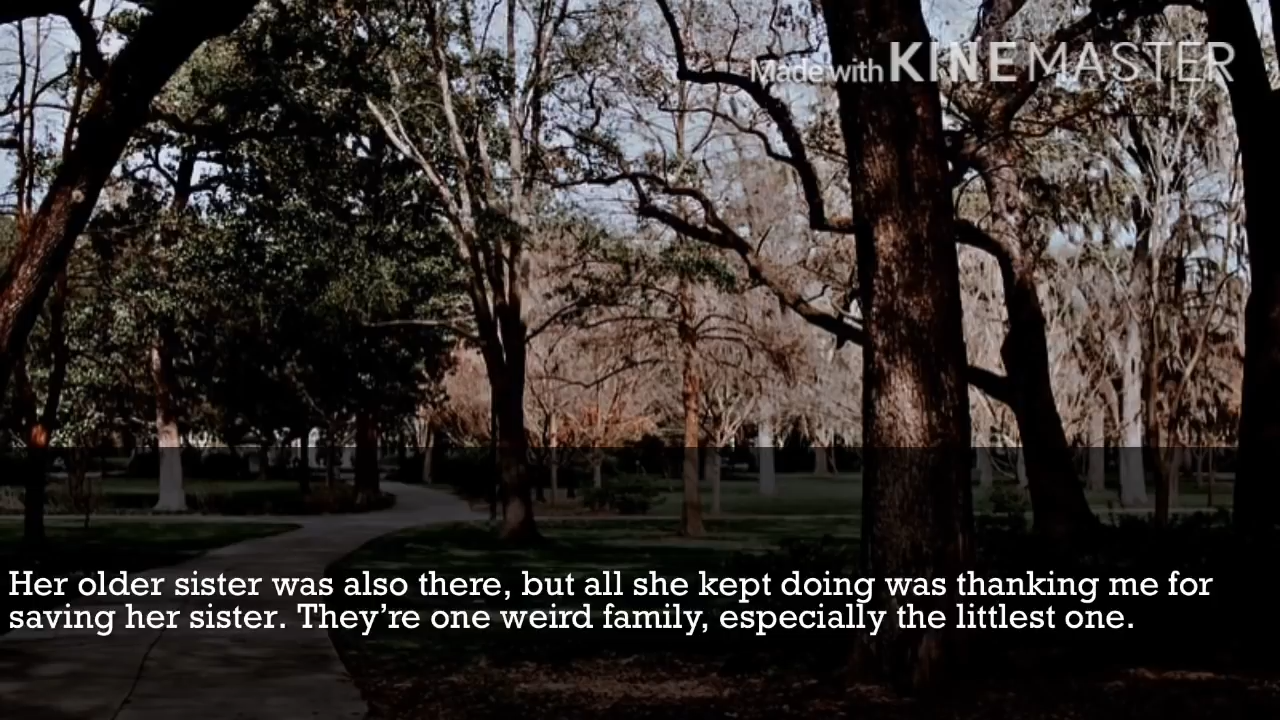 Made with KINEMASTER
Her older sister was also there, but all she kept doing was thanking me for
saving her sister. They’re one weird family, especially the littlest one.